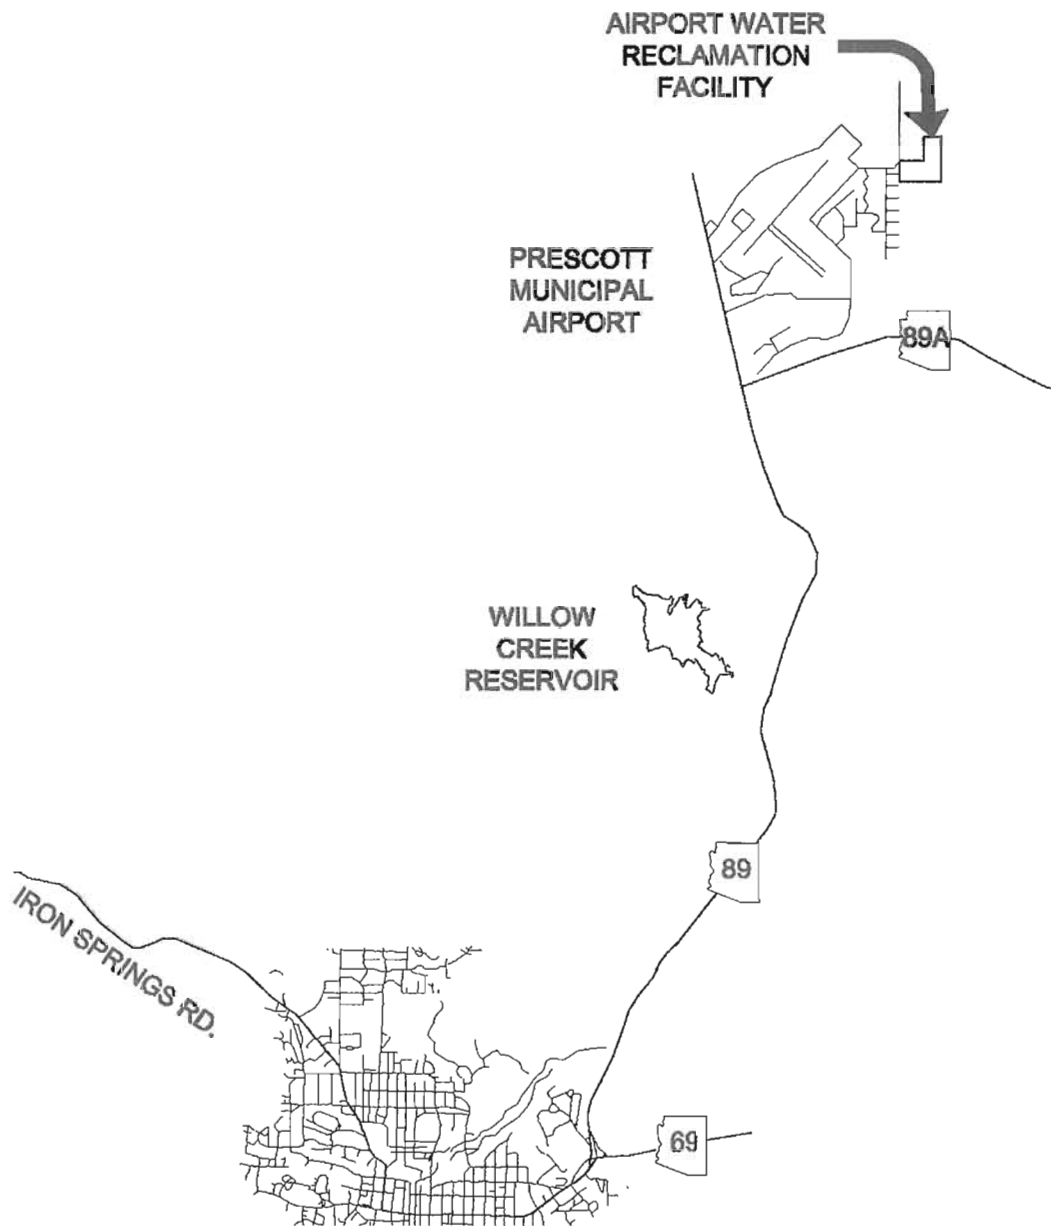 AIRPORT WATER
RECLAMATION
FACILITY
PRESCOTT
MUNICIPAL
AIRPORT
89A
WILLOW
CREEK
RESERVOIR
89
IRON SPRINGS RD.
69